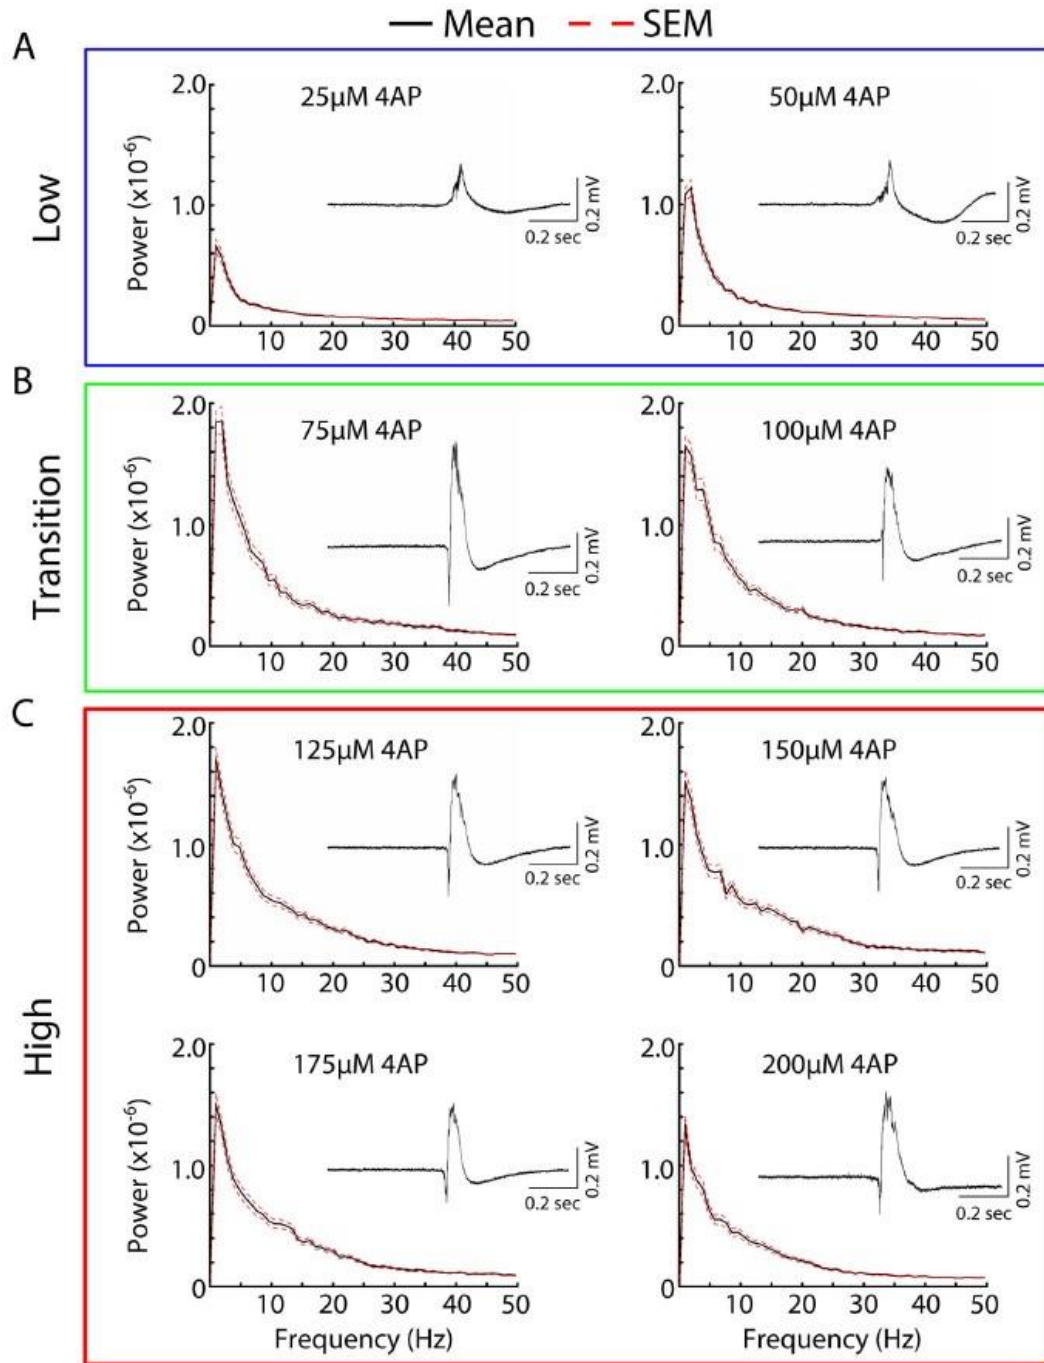 Mean SEM
A
Low
25μM 4AP 50μM 4AP
Power (x10⁻⁶)
2.0 2.0
1.0 1.0
0 0
0.2 mV 0.2 mV
0.2 sec 0.2 sec
10 20 30 40 50 10 20 30 40 50
B
Transition
75μM 4AP 100μM 4AP
Power (x10⁻⁶)
2.0 2.0
1.0 1.0
0 0
0.2 mV 0.2 mV
0.2 sec 0.2 sec
10 20 30 40 50 10 20 30 40 50
C
High
125μM 4AP 150μM 4AP
Power (x10⁻⁶)
2.0 2.0
1.0 1.0
0 0
0.2 mV 0.2 mV
0.2 sec 0.2 sec
10 20 30 40 50 10 20 30 40 50
175μM 4AP 200μM 4AP
Power (x10⁻⁶)
2.0 2.0
1.0 1.0
0 0
0.2 mV 0.2 mV
0.2 sec 0.2 sec
10 20 30 40 50 10 20 30 40 50
Frequency (Hz) Frequency (Hz)